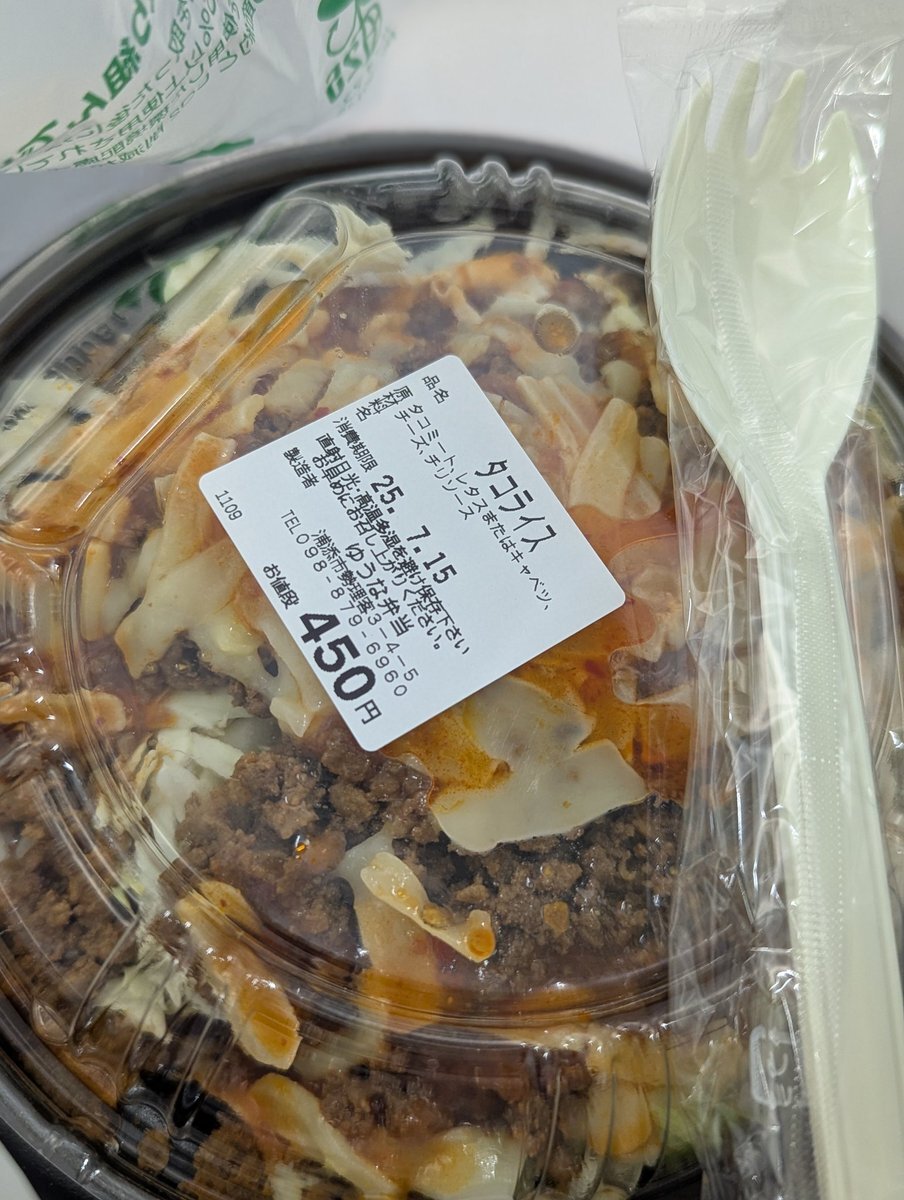 品名 タコライス
原材料名 タコミート、レタスまたはキャベツ、
チーズ、チリソース
消費期限 25. 7.15
直射日光・高温多湿を避け保存下さい
お早めにお召し上がりください。
製造者 ゆうな弁当
浦添市勢理客3-4-5
TEL098-879-6960
1109
お値段 450円